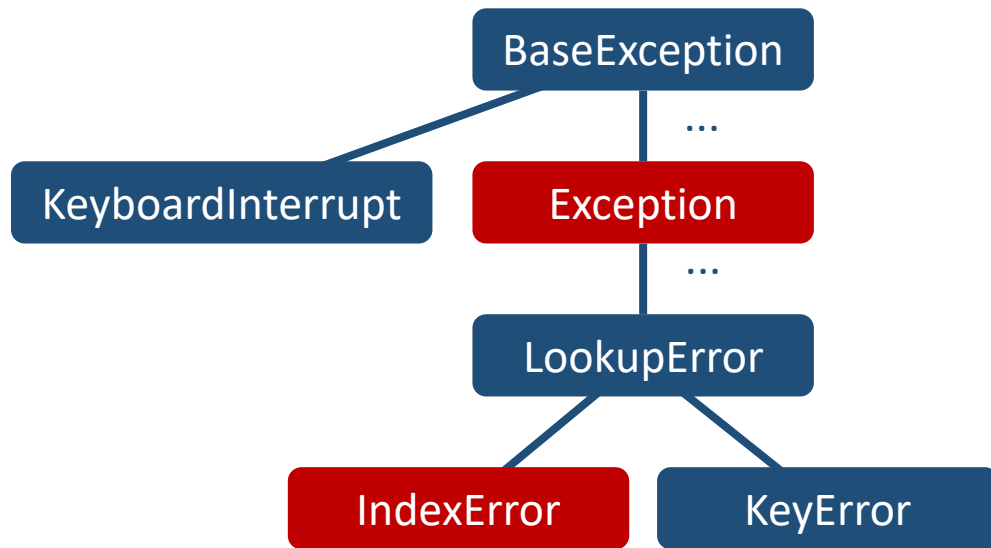 BaseException
...
KeyboardInterrupt
Exception
...
LookupError
IndexError
KeyError